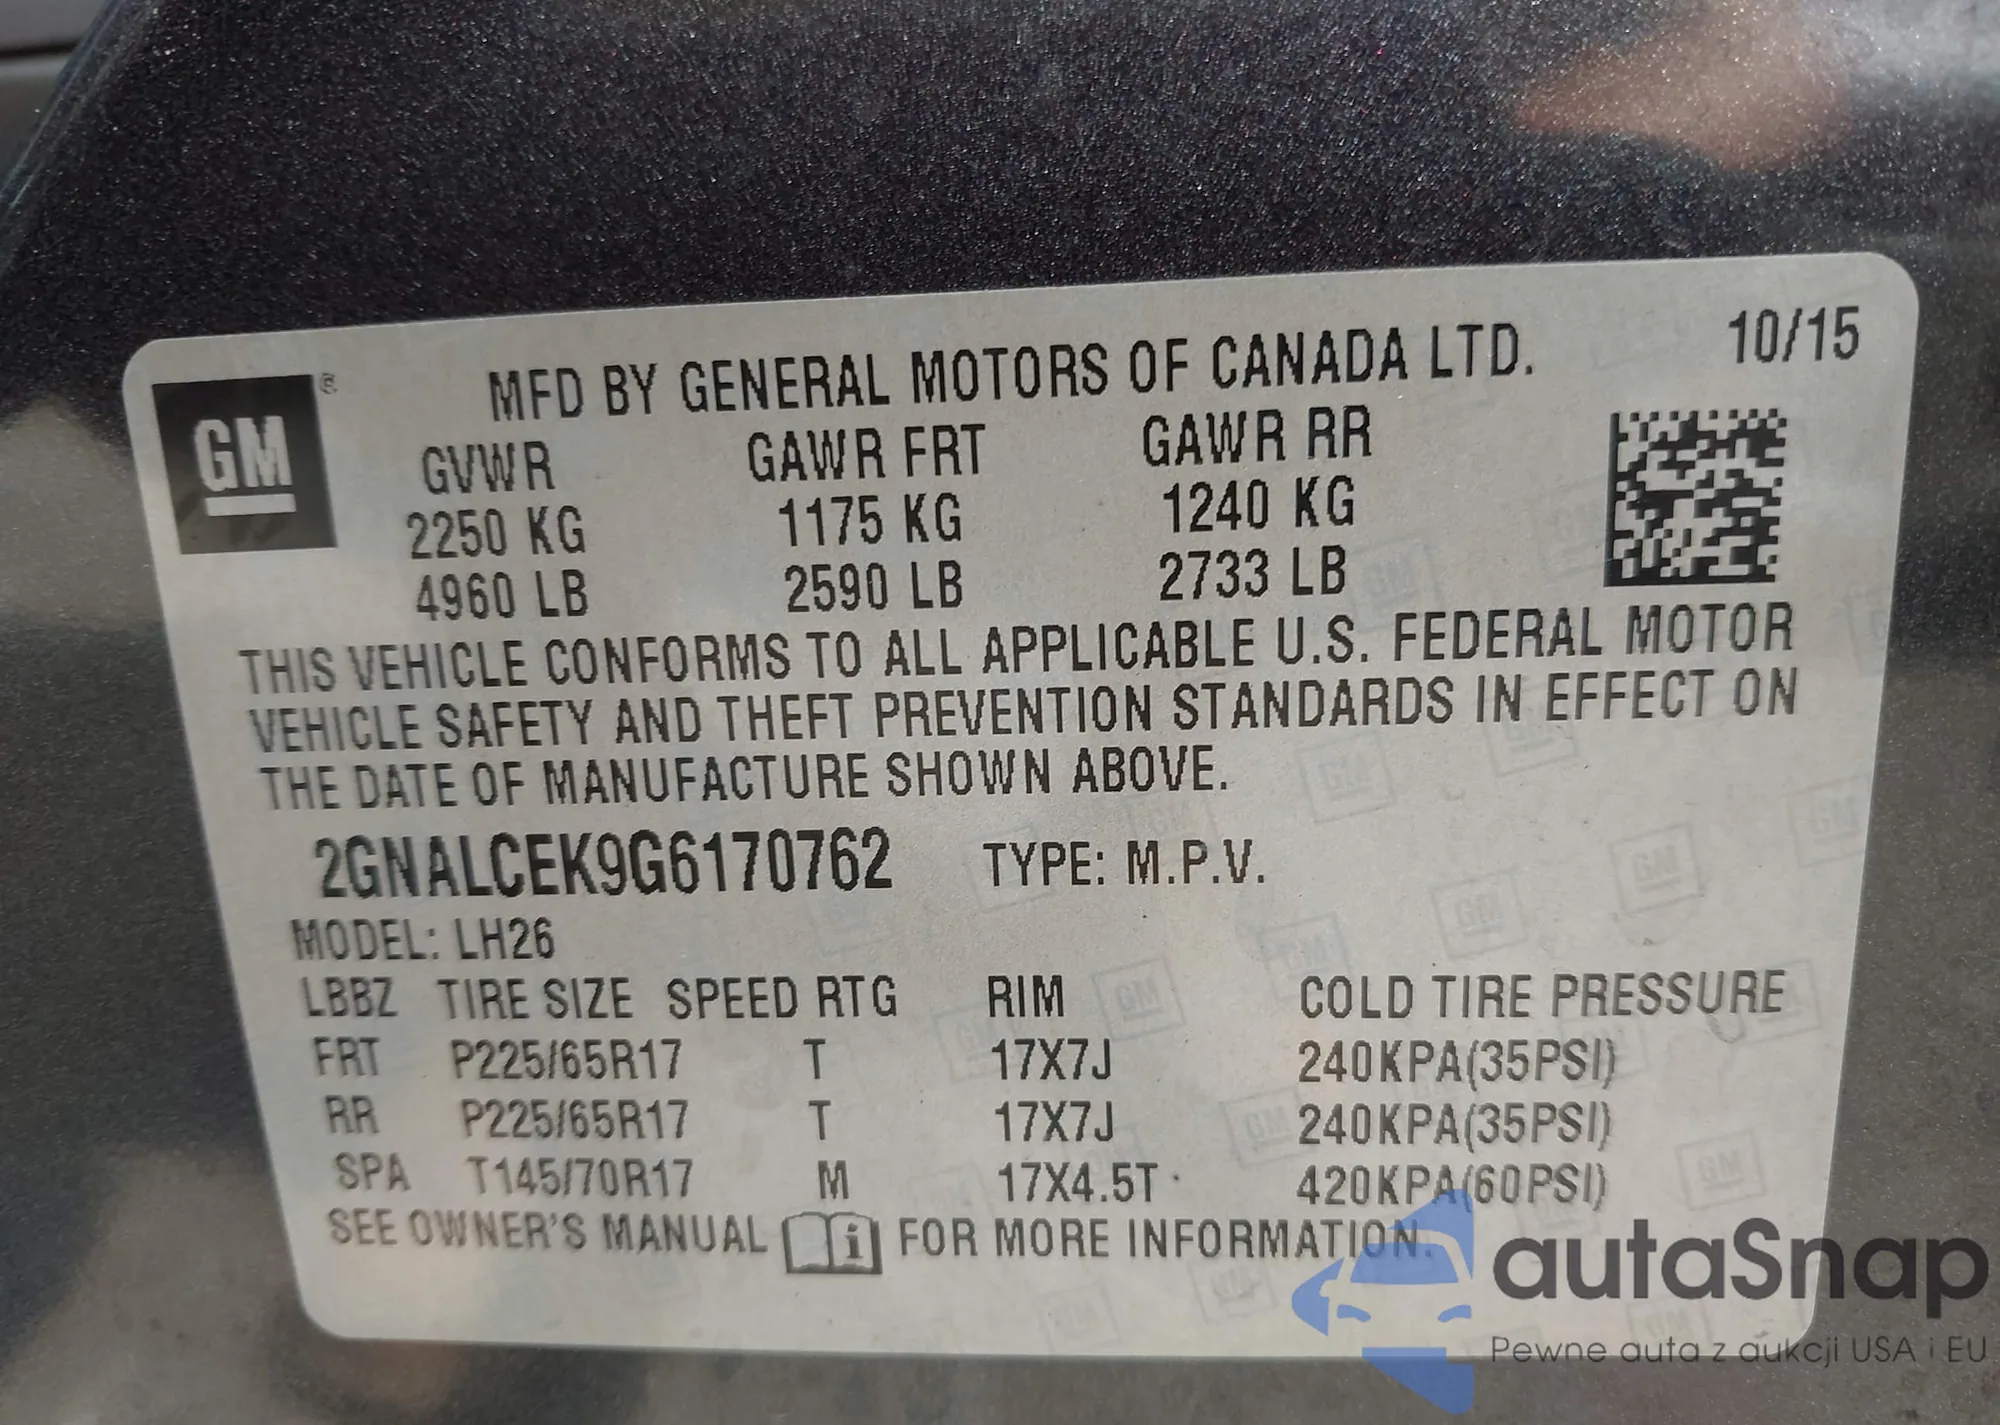 10/15
MFD BY GENERAL MOTORS OF CANADA LTD.
GM ®
GVWR GAWR FRT GAWR RR
2250 KG 1175 KG 1240 KG
4960 LB 2590 LB 2733 LB
THIS VEHICLE CONFORMS TO ALL APPLICABLE U.S. FEDERAL MOTOR
VEHICLE SAFETY AND THEFT PREVENTION STANDARDS IN EFFECT ON
THE DATE OF MANUFACTURE SHOWN ABOVE.
2GNALCEK9G6170762 TYPE: M.P.V.
MODEL: LH26
LBBZ TIRE SIZE SPEED RTG RIM COLD TIRE PRESSURE
FRT P225/65R17 T 17X7J 240KPA(35PSI)
RR P225/65R17 T 17X7J 240KPA(35PSI)
SPA T145/70R17 M 17X4.5T 420KPA(60PSI)
SEE OWNER'S MANUAL i FOR MORE INFORMATION.
autaSnap
Pewne auta z aukcji USA i EU